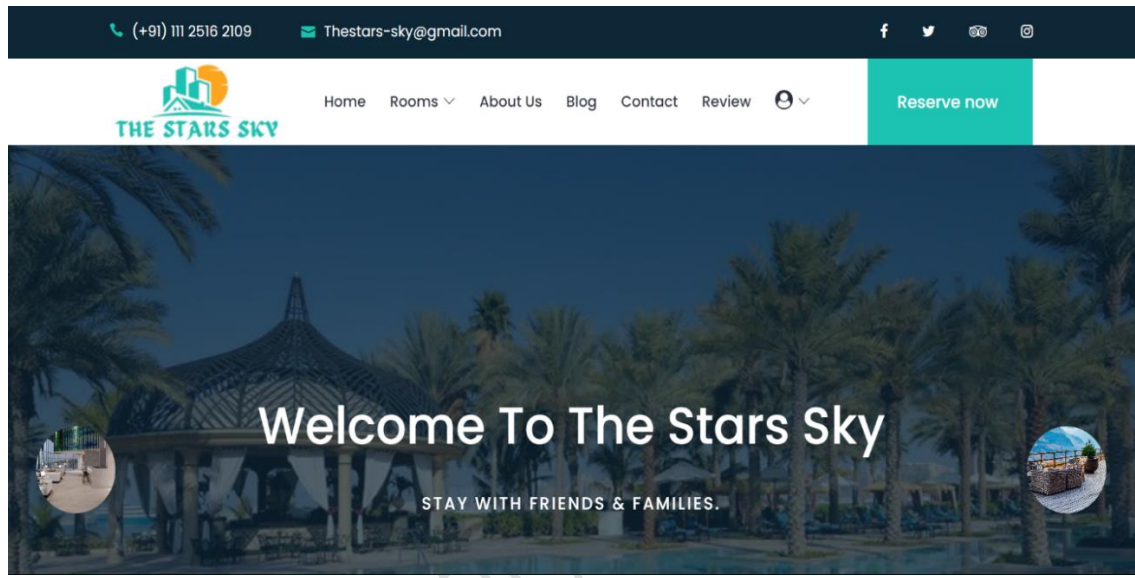 (+91) 111 2516 2109 Thestars-sky@gmail.com
THE STARS SKY
Home Rooms About Us Blog Contact Review
Reserve now
Welcome To The Stars Sky
STAY WITH FRIENDS & FAMILIES.